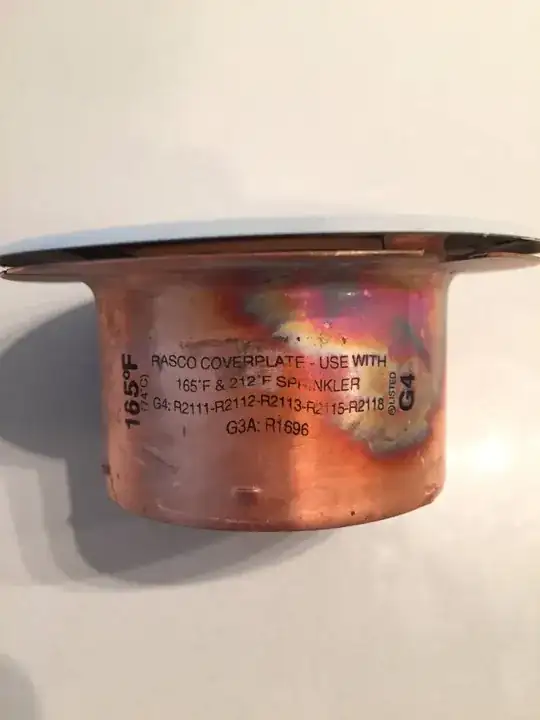 165°F
(74°C)
RASCO COVERPLATE - USE WITH
165°F & 212°F SPRINKLER
G4: R2111-R2112-R2113-R2115-R2118
G3A: R1696
UL LISTED
G4